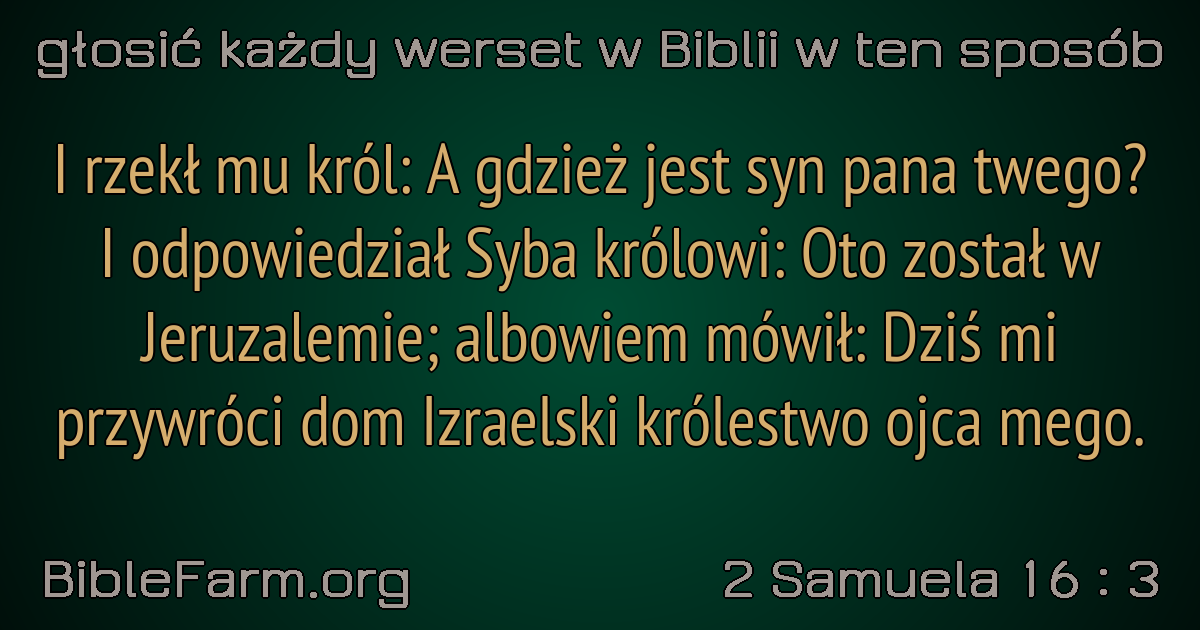 głosić każdy werset w Biblii w ten sposób
I rzekł mu król: A gdzież jest syn pana twego?
I odpowiedział Syba królowi: Oto został w
Jeruzalemie; albowiem mówił: Dziś mi
przywróci dom Izraelski królestwo ojca mego.
BibleFarm.org
2 Samuela 16 : 3